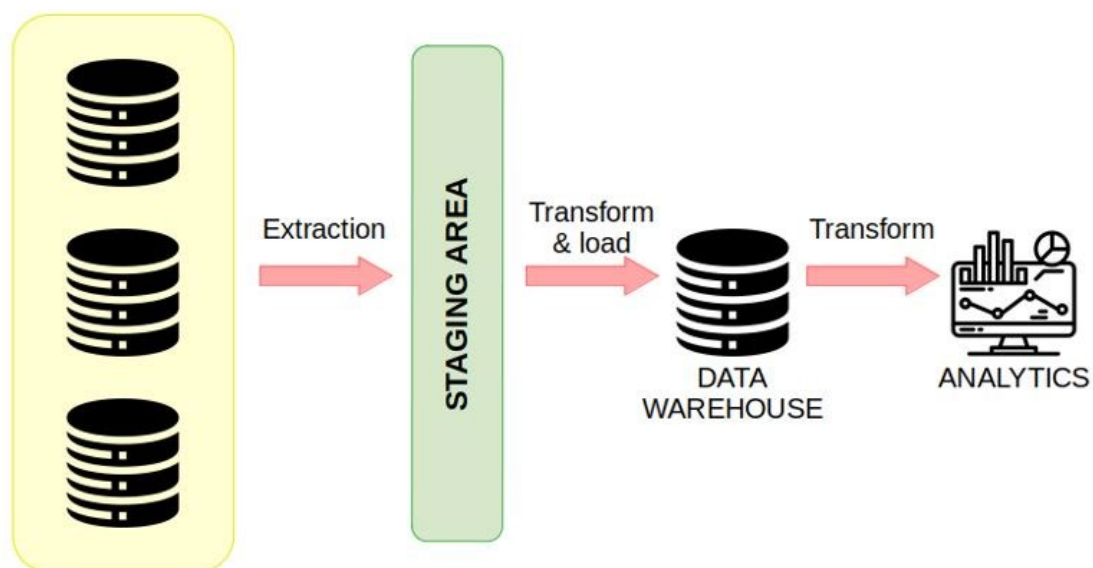 Extraction
STAGING AREA
Transform
& load
DATA
WAREHOUSE
Transform
ANALYTICS